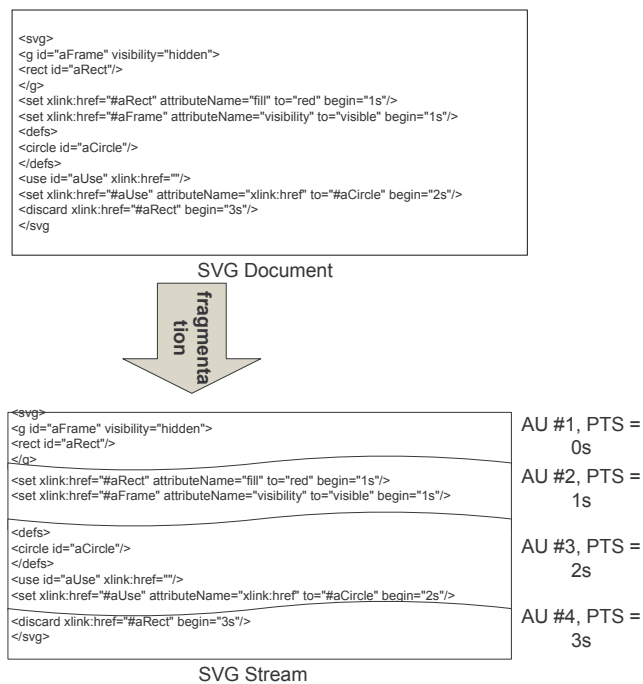 <svg>
<g id="aFrame" visibility="hidden">
<rect id="aRect"/>
</g>
<set xlink:href="#aRect" attributeName="fill" to="red" begin="1s"/>
<set xlink:href="#aFrame" attributeName="visibility" to="visible" begin="1s"/>
<defs>
<circle id="aCircle"/>
</defs>
<use id="aUse" xlink:href=""/>
<set xlink:href="#aUse" attributeName="xlink:href" to="#aCircle" begin="2s"/>
<discard xlink:href="#aRect" begin="3s"/>
</svg
SVG Document
fragmenta
tion
<svg>
<g id="aFrame" visibility="hidden">
<rect id="aRect"/>
</g>
AU #1, PTS =
0s
<set xlink:href="#aRect" attributeName="fill" to="red" begin="1s"/>
<set xlink:href="#aFrame" attributeName="visibility" to="visible" begin="1s"/>
AU #2, PTS =
1s
<defs>
<circle id="aCircle"/>
</defs>
<use id="aUse" xlink:href=""/>
<set xlink:href="#aUse" attributeName="xlink:href" to="#aCircle" begin="2s"/>
AU #3, PTS =
2s
<discard xlink:href="#aRect" begin="3s"/>
</svg>
AU #4, PTS =
3s
SVG Stream